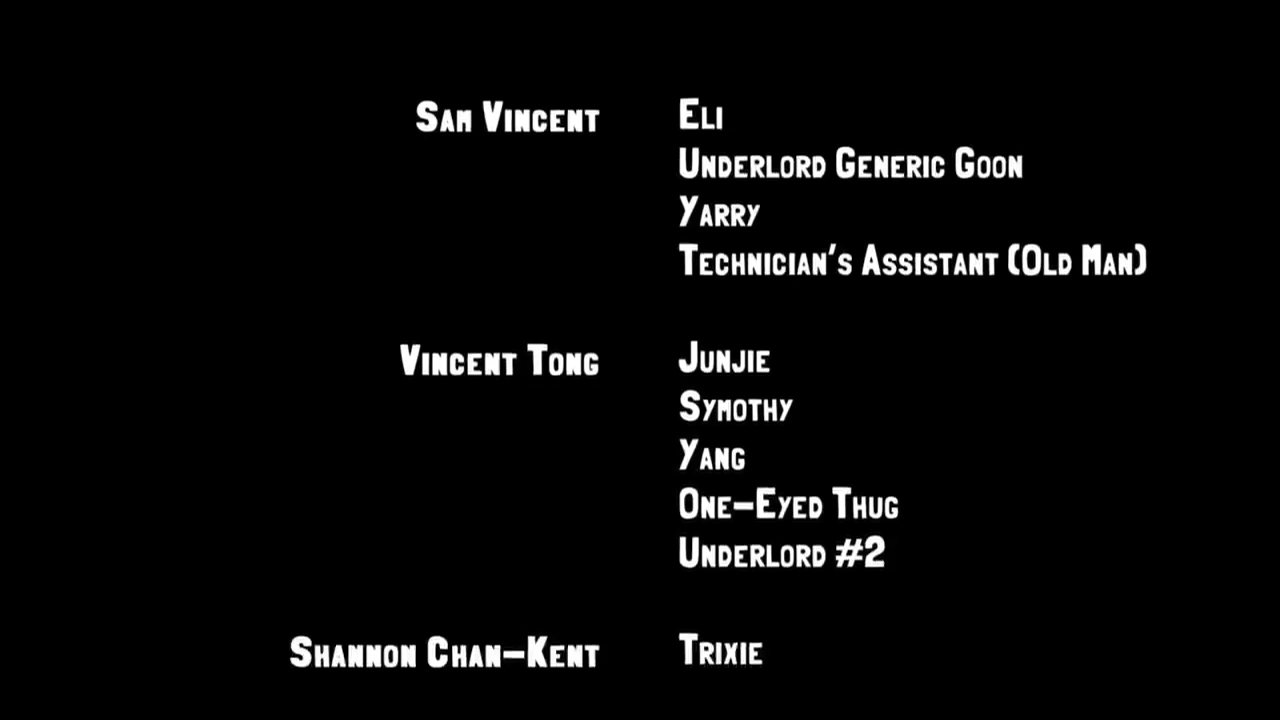 Sam Vincent Eli
Underlord Generic Goon
Yarry
Technician's Assistant (Old Man)
Vincent Tong Junjie
Symothy
Yang
One-Eyed Thug
Underlord #2
Shannon Chan-Kent Trixie